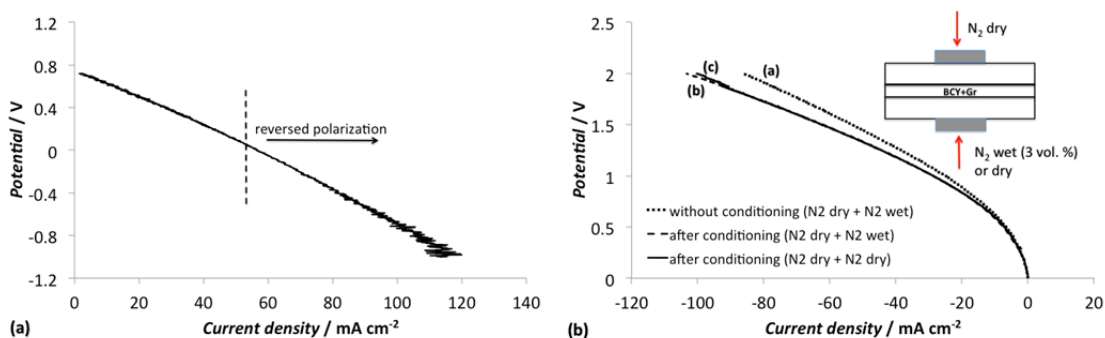 1.2
0.8
0.4
0
-0.4
-0.8
-1.2
Potential / V
reversed polarization
0 20 40 60 80 100 120 140
Current density / mA cm-2
(a)
2.5
2
1.5
1
0.5
0
Potential / V
(c)
(b)
(a)
N2 dry
BCY+Gr
N2 wet (3 vol. %)
or dry
without conditioning (N2 dry + N2 wet)
after conditioning (N2 dry + N2 wet)
after conditioning (N2 dry + N2 dry)
-120 -100 -80 -60 -40 -20 0 20
Current density / mA cm-2
(b)